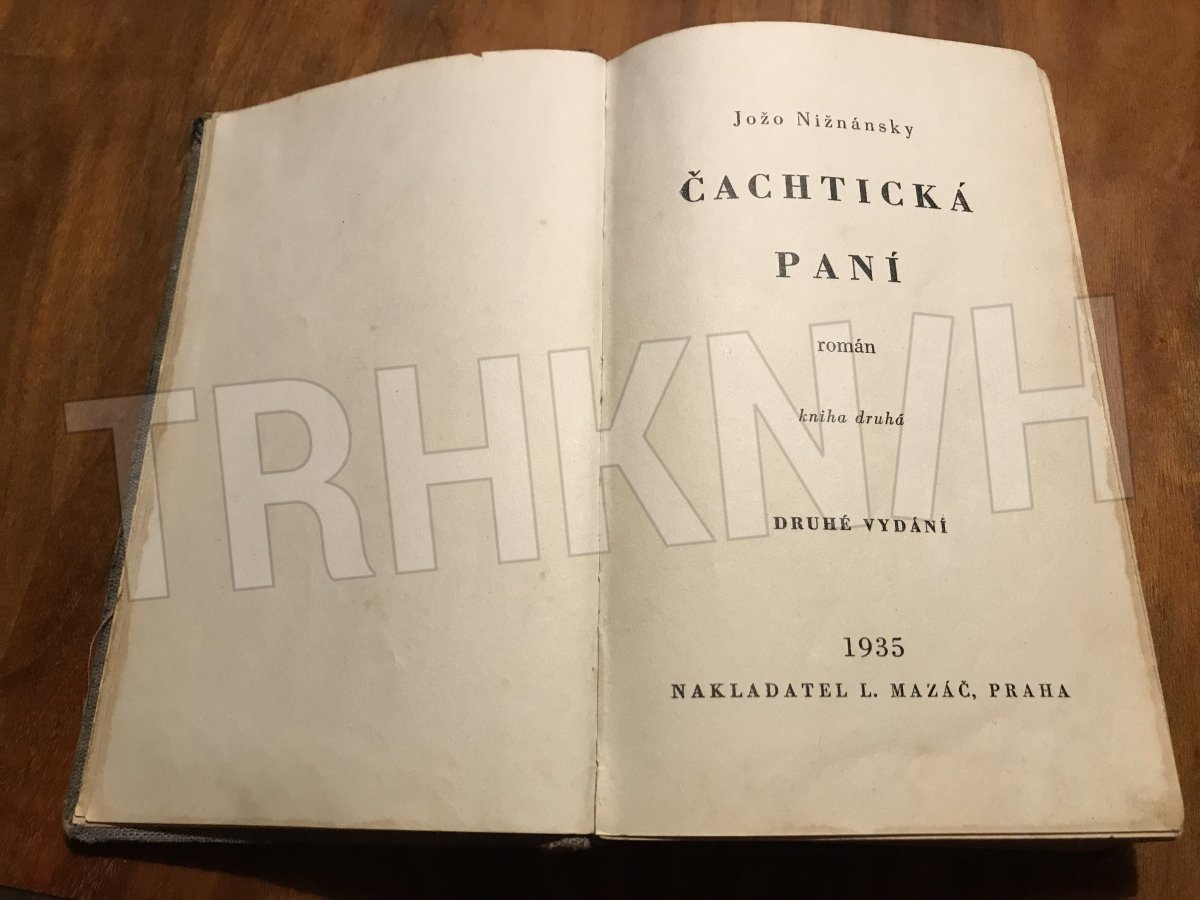 Jožo Nižnánsky
ČACHTICKÁ
PANÍ
román
kniha druhá
DRUHÉ VYDÁNÍ
1935
NAKLADATEL L. MAZÁČ, PRAHA
TRHKNIH